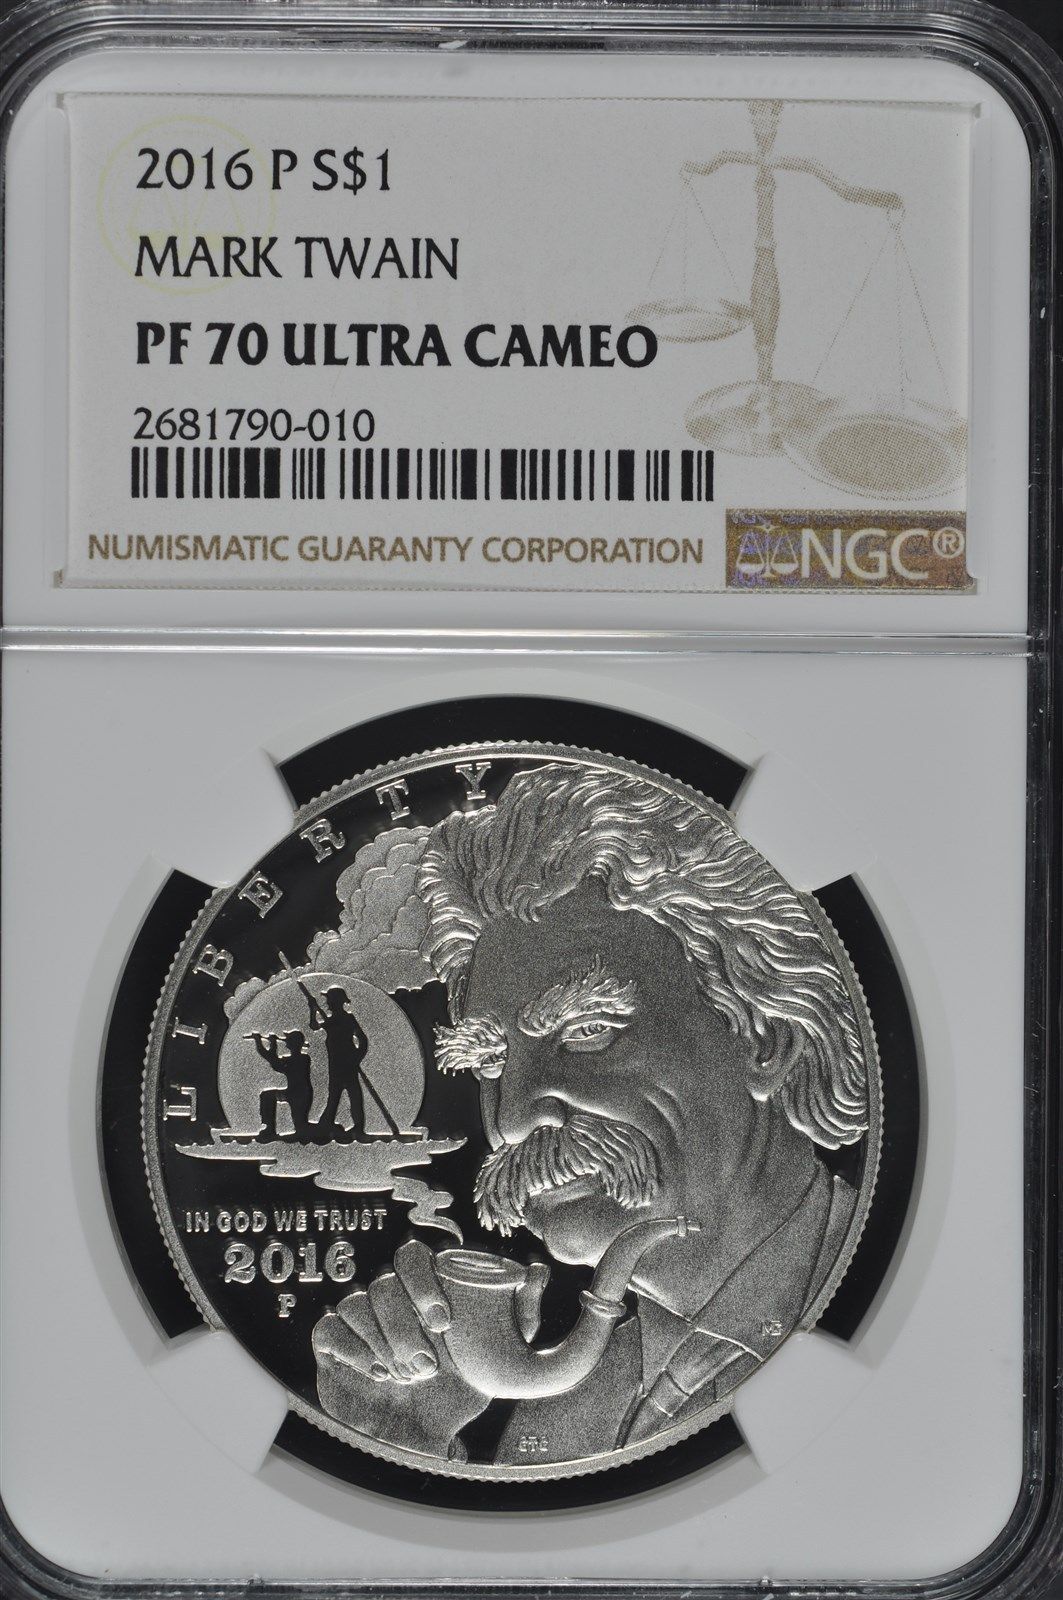 2016 P S$1
MARK TWAIN
PF 70 ULTRA CAMEO
2681790-010
NUMISMATIC GUARANTY CORPORATION
NGC®
LIBERTY
IN GOD WE TRUST
2016
P